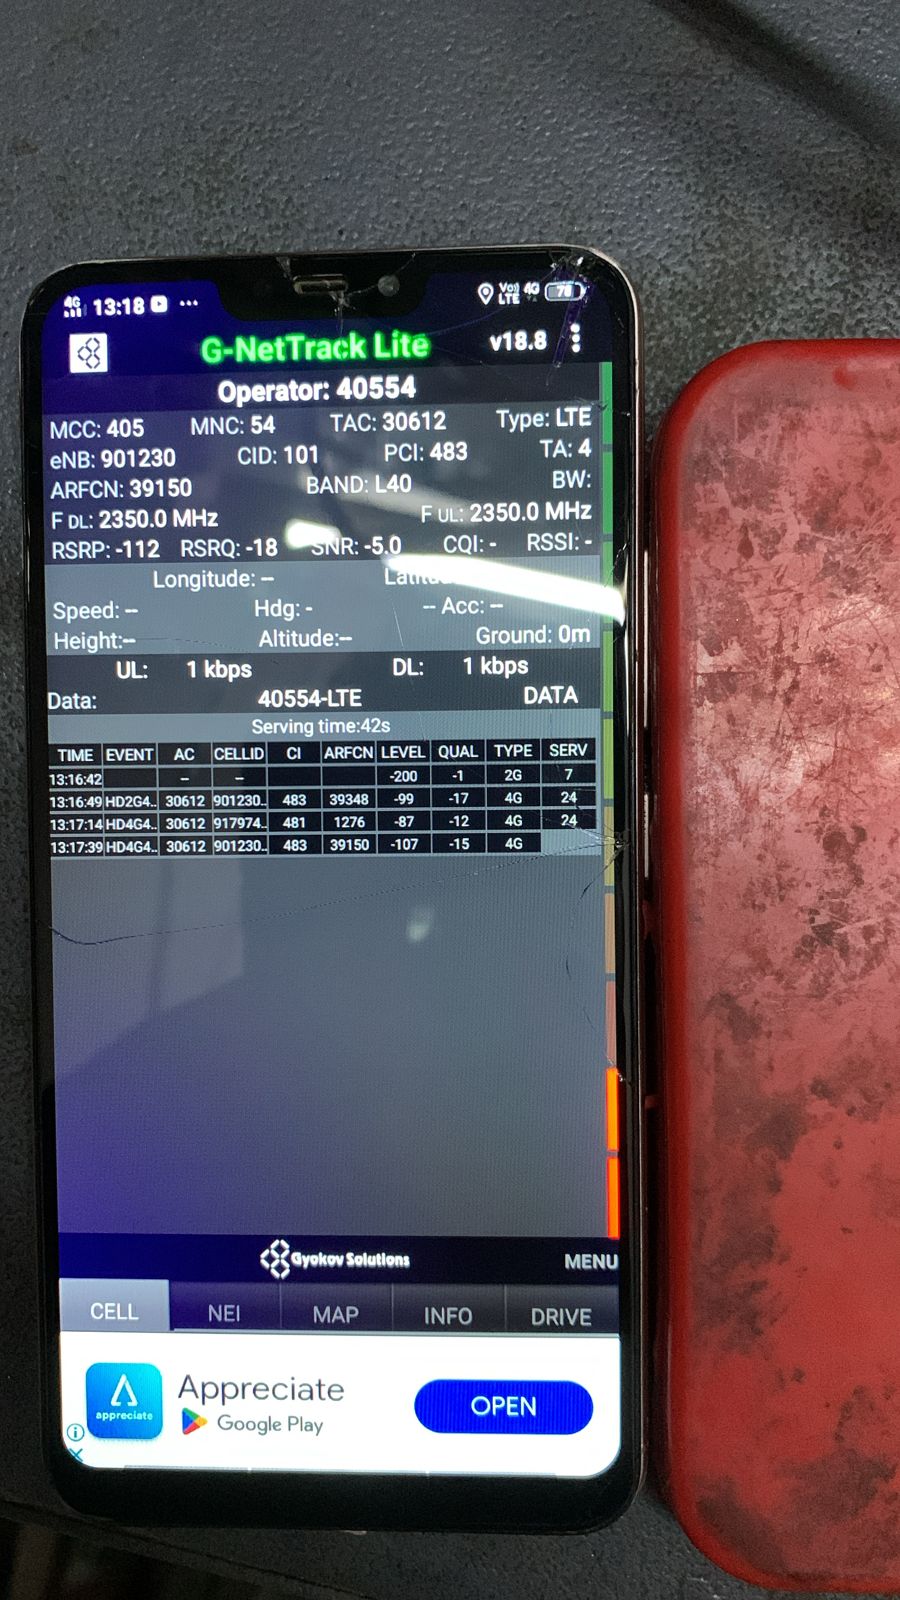 4G 13:18 ... Vo) LTE 4G 78
G-NetTrack Lite v18.8
Operator: 40554
MCC: 405 MNC: 54 TAC: 30612 Type: LTE
eNB: 901230 CID: 101 PCI: 483 TA: 4
ARFCN: 39150 BAND: L40 BW:
F DL: 2350.0 MHz F UL: 2350.0 MHz
RSRP: -112 RSRQ: -18 SNR: -5.0 CQI: - RSSI: -
Longitude: --
Speed: -- Hdg: - -- Acc: --
Height:-- Altitude:-- Ground: 0m
UL: 1 kbps DL: 1 kbps
Data: 40554-LTE DATA
Serving time:42s
TIME EVENT AC CELLID CI ARFCN LEVEL QUAL TYPE SERV
13:16:42 -- -- -200 -1 2G 7
13:16:49 HD2G4.. 30612 901230.. 483 39348 -99 -17 4G 24
13:17:14 HD4G4.. 30612 917974.. 481 1276 -87 -12 4G 24
13:17:39 HD4G4.. 30612 901230.. 483 39150 -107 -15 4G
Gyokov Solutions MENU
CELL NEI MAP INFO DRIVE
appreciate
Appreciate
Google Play
OPEN